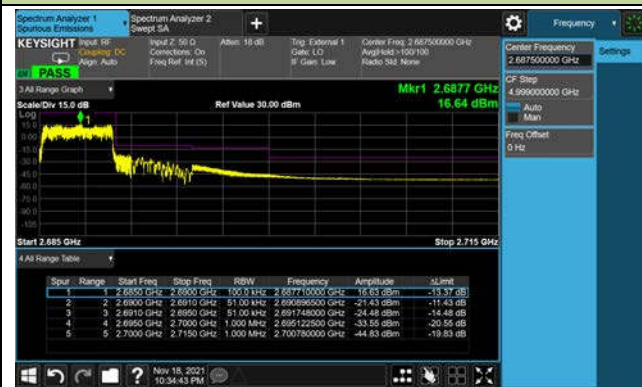 Spectrum Analyzer 1
Spurious Emissions
Spectrum Analyzer 2
Swept SA
+
Frequency
KEYSIGHT
Input: RF
Coupling: DC
Align: Auto
Input Z: 50 Ω
Corrections: On
Freq Ref: Int (S)
Atten: 18 dB
Trig: External 1
Gate: LO
IF Gain: Low
Center Freq: 2.687500000 GHz
Avg|Hold:>100/100
Radio Std: None
PASS
Center Frequency
2.687500000 GHz
Settings
CF Step
4.999000000 GHz
Auto
Man
Freq Offset
0 Hz
3 All Range Graph
Mkr1 2.6877 GHz
Scale/Div 15.0 dB
Ref Value 30.00 dBm
16.64 dBm
Log
15.0
0.00
-15.0
-30.0
-45.0
-60.0
-75.0
-90.0
-105
1
Start 2.685 GHz
Stop 2.715 GHz
4 All Range Table
Spur Range Start Freq Stop Freq RBW Frequency Amplitude ΔLimit
1 1 2.6850 GHz 2.6900 GHz 100.0 kHz 2.687710000 GHz 16.63 dBm -13.37 dB
2 2 2.6900 GHz 2.6910 GHz 51.00 kHz 2.690896500 GHz -21.43 dBm -11.43 dB
3 3 2.6910 GHz 2.6950 GHz 51.00 kHz 2.691748000 GHz -24.48 dBm -14.48 dB
4 4 2.6950 GHz 2.7000 GHz 1.000 MHz 2.695122500 GHz -33.55 dBm -20.55 dB
5 5 2.7000 GHz 2.7150 GHz 1.000 MHz 2.700780000 GHz -44.83 dBm -19.83 dB
?
Nov 18, 2021
10:34:43 PM